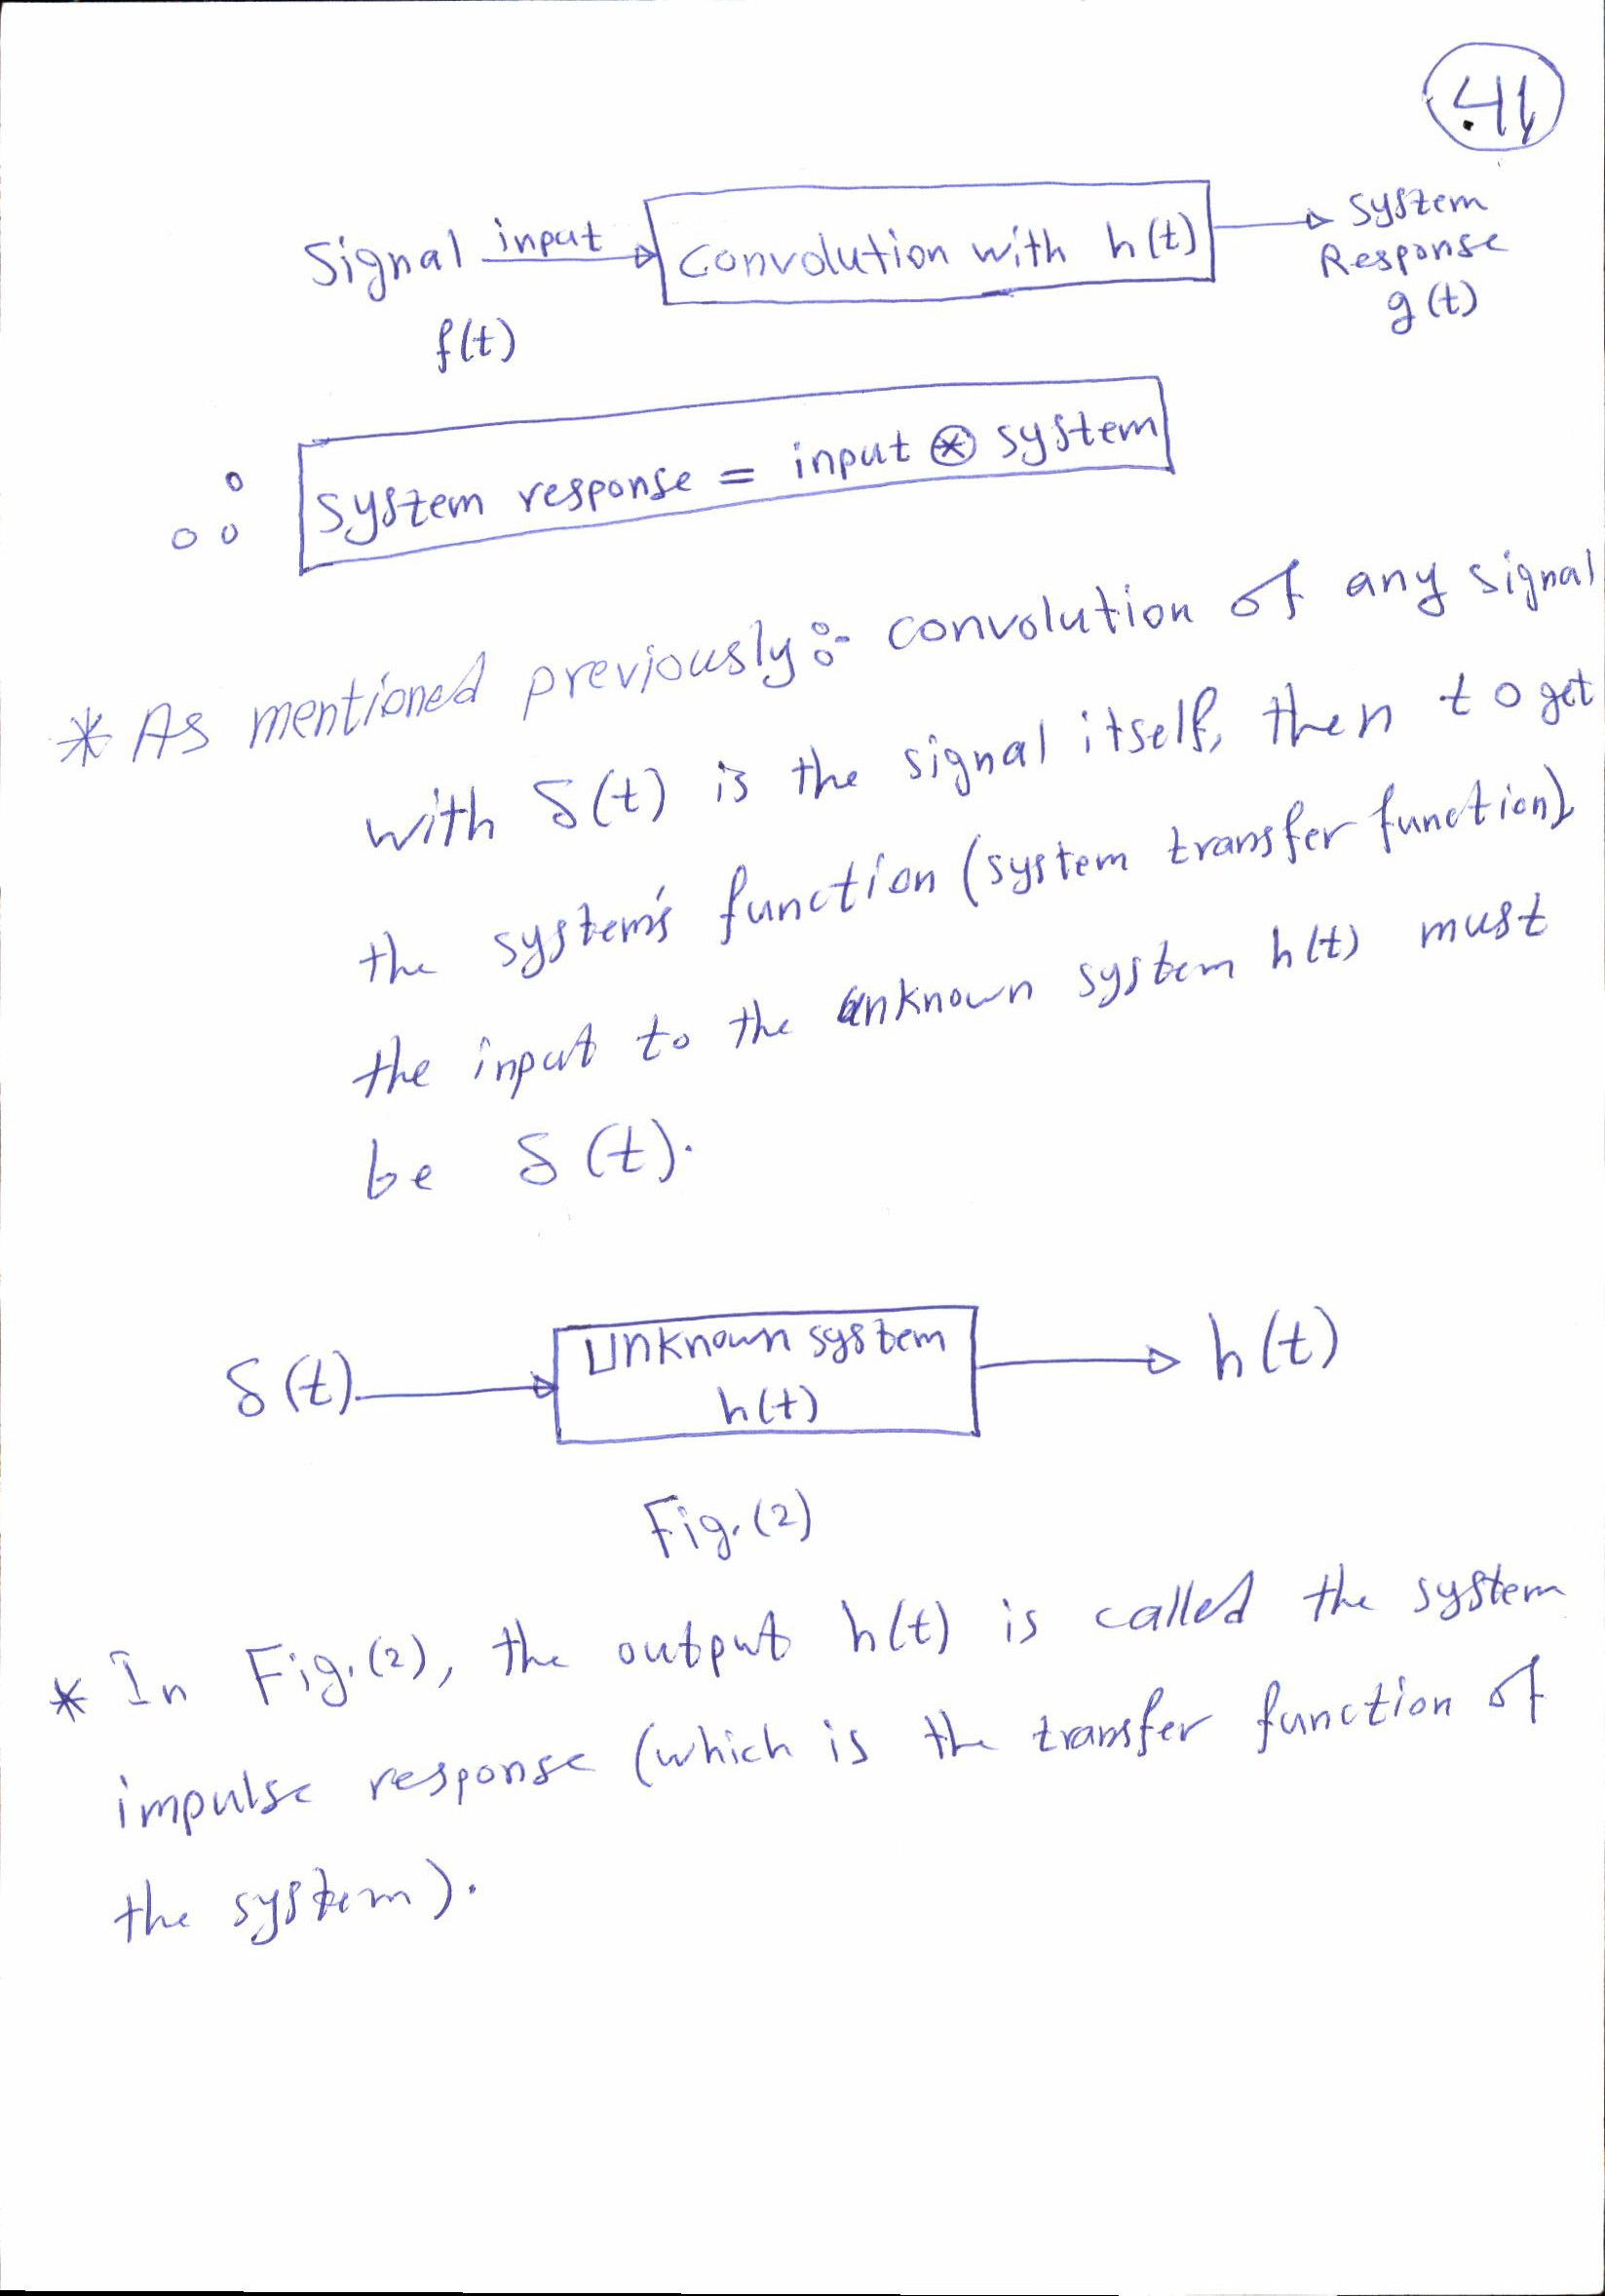 41
Signal input Convolution with h(t) System
Response
f(t) g(t)
∴ System response = input ⊛ system
* As mentioned previously:- convolution of any signal
with δ(t) is the signal itself, then to get
the system's function (system transfer function)
the input to the unknown system h(t) must
be δ(t).
δ(t) Unknown system h(t)
h(t)
Fig.(2)
* In Fig.(2), the output h(t) is called the system
impulse response (which is the transfer function of
the system).